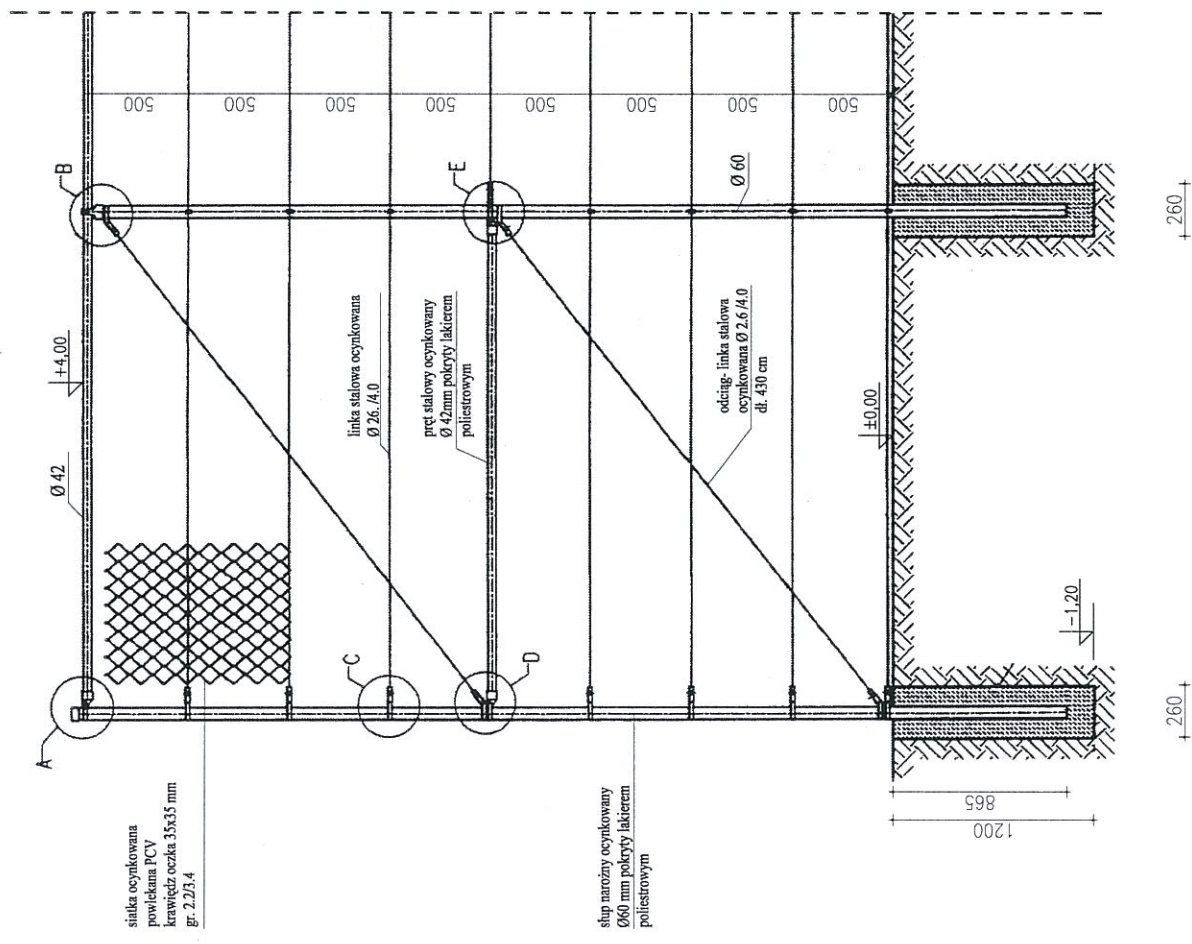 B
+4,00
Ø 42
A
500
500
500
500
500
500
500
500
E
C
D
linka stalowa ocynkowana
Ø 26. /4.0
pręt stalowy ocynkowany
Ø 42mm pokryty lakierem
poliestrowym
Ø 60
odciąg- linka stalowa
ocynkowana Ø 2.6 /4.0
dł. 430 cm
±0,00
-1,20
siatka ocynkowana
powlekana PCV
krawiędz oczka 35x35 mm
gr. 2.2/3.4
słup narożny ocynkowany
Ø60 mm pokryty lakierem
poliestrowym
865
1200
260
260